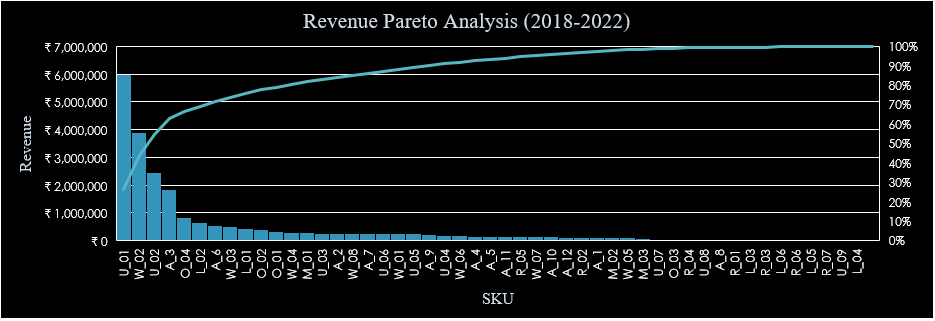 Revenue Pareto Analysis (2018-2022)
₹ 7,000,000
₹ 6,000,000
₹ 5,000,000
₹ 4,000,000
₹ 3,000,000
₹ 2,000,000
₹ 1,000,000
₹ 0
Revenue
100%
90%
80%
70%
60%
50%
40%
30%
20%
10%
0%
U_01
W_02
U_02
A_3
O_04
L_02
A_6
W_03
L_01
O_02
O_01
W_04
M_01
U_03
A_2
W_08
A_7
U_06
W_01
U_05
A_9
U_04
W_06
A_4
A_5
A_11
R_05
W_07
A_10
A_12
R_02
A_1
M_02
W_05
M_03
U_07
O_03
R_04
U_08
A_8
R_01
L_03
R_03
L_06
R_06
L_05
R_07
U_09
L_04
SKU